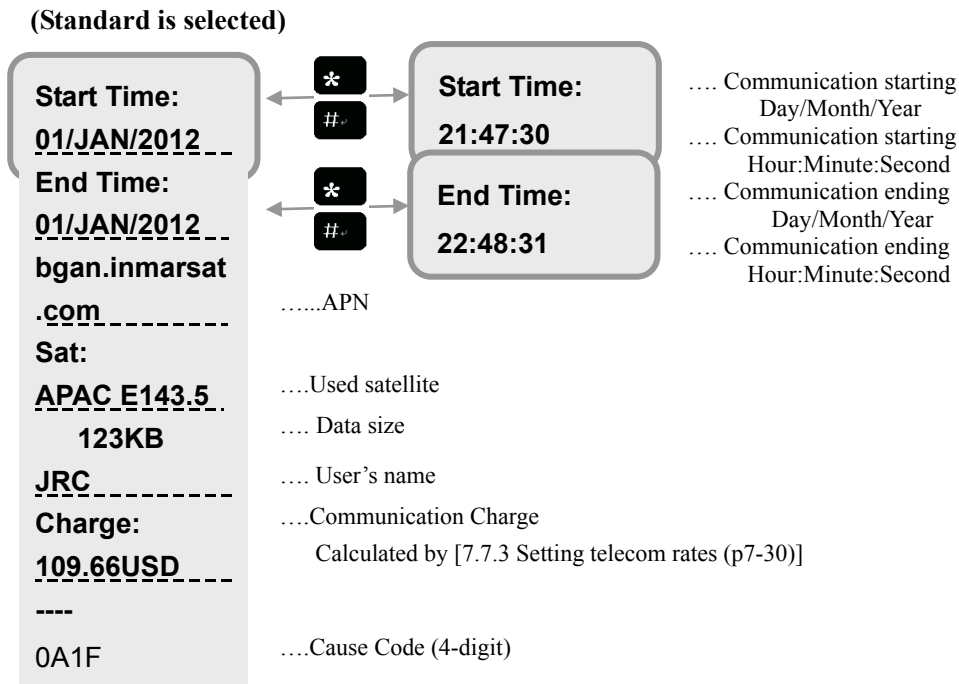 (Standard is selected)
Start Time:
01/JAN/2012
End Time:
01/JAN/2012
bgan.inmarsat
.com
Sat:
APAC E143.5
123KB
JRC
Charge:
109.66USD
----
0A1F
*
#
*
#
Start Time:
21:47:30
End Time:
22:48:31
.... Communication starting
Day/Month/Year
.... Communication starting
Hour:Minute:Second
.... Communication ending
Day/Month/Year
.... Communication ending
Hour:Minute:Second
…...APN
….Used satellite
…. Data size
…. User’s name
….Communication Charge
Calculated by [7.7.3 Setting telecom rates (p7-30)]
….Cause Code (4-digit)